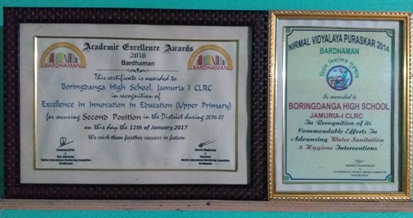 Academic Excellence Awards
2016
Bardhaman
BARDHAMAN
BARDHAMAN
This certificate is awarded to
Boringdanga High School, Jamuria-I CLRC
in recognition of
Excellence in Innovation in Education (Upper Primary)
for securing Second Position in the District during 2016-17
on this day the 11th of January 2017
We wish them further success in future.
NIRMAL VIDYALAYA PURASKAR 2014
BARDHAMAN
Is awarded to
BORINGDANGA HIGH SCHOOL
JAMURIA-I CLRC
In Recognition of its
Commendable Efforts In
Advancing Water Sanitation
& Hygiene Interventions